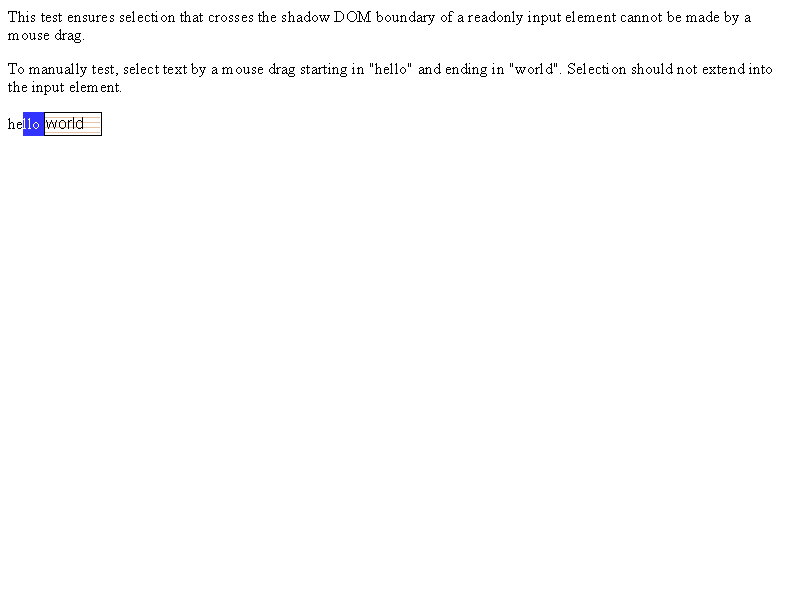 This test ensures selection that crosses the shadow DOM boundary of a readonly input element cannot be made by a
mouse drag.
To manually test, select text by a mouse drag starting in "hello" and ending in "world". Selection should not extend into
the input element.
hello world